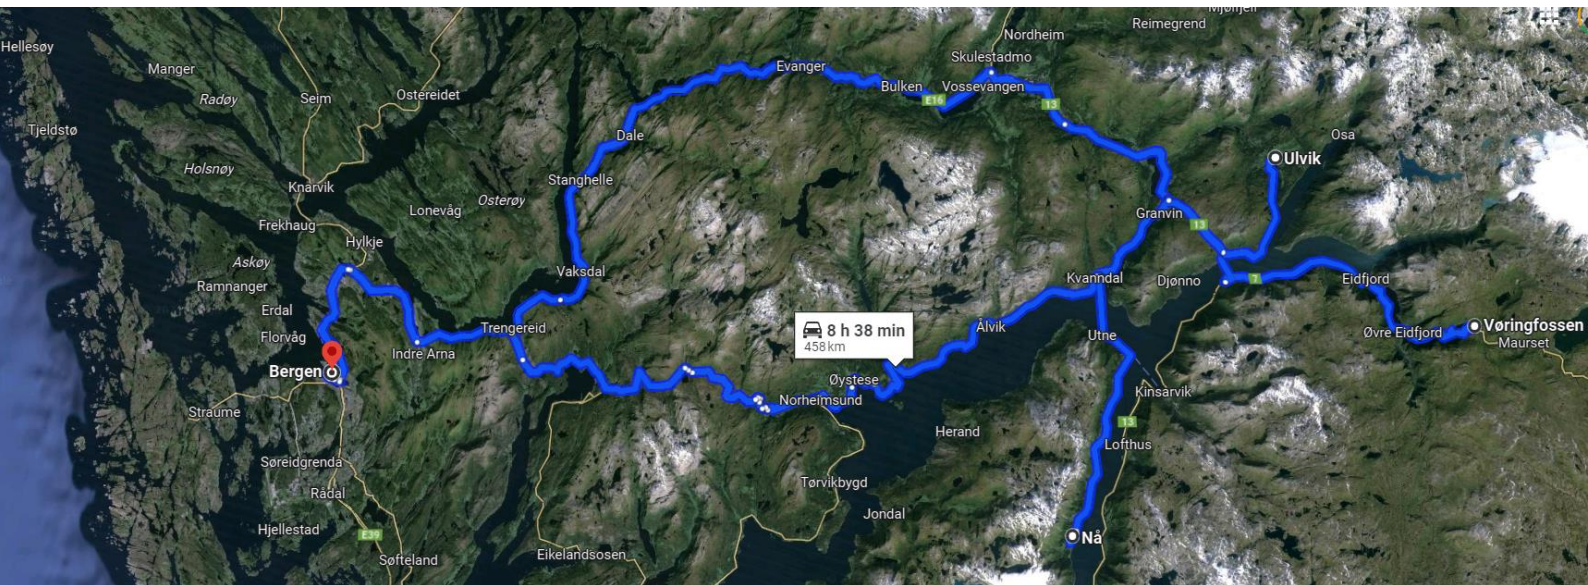 Mjølfjell
Reimegrend
Nordheim
Hellesøy
Skulestadmo
Manger
Evanger
Bulken
Vossevangen
Radøy
Seim
Ostereidet
E16
13
Tjeldstø
Dale
Osa
Ulvik
Holsnøy
Stanghelle
Knarvik
Osterøy
Lonevåg
Granvin
Frekhaug
13
Hylkje
Askøy
Vaksdal
Kvanndal
Djønno
7
Eidfjord
Ramnanger
Erdal
Trengereid
8 h 38 min
458 km
Ålvik
Utne
Øvre Eidfjord
Vøringfossen
Florvåg
Indre Arna
Maurset
Bergen
Øystese
Kinsarvik
Straume
Norheimsund
13
Herand
Lofthus
Søreidgrenda
Rådal
Tørvikbygd
Jondal
Hjellestad
E39
Nå
Søfteland
Eikelandsosen